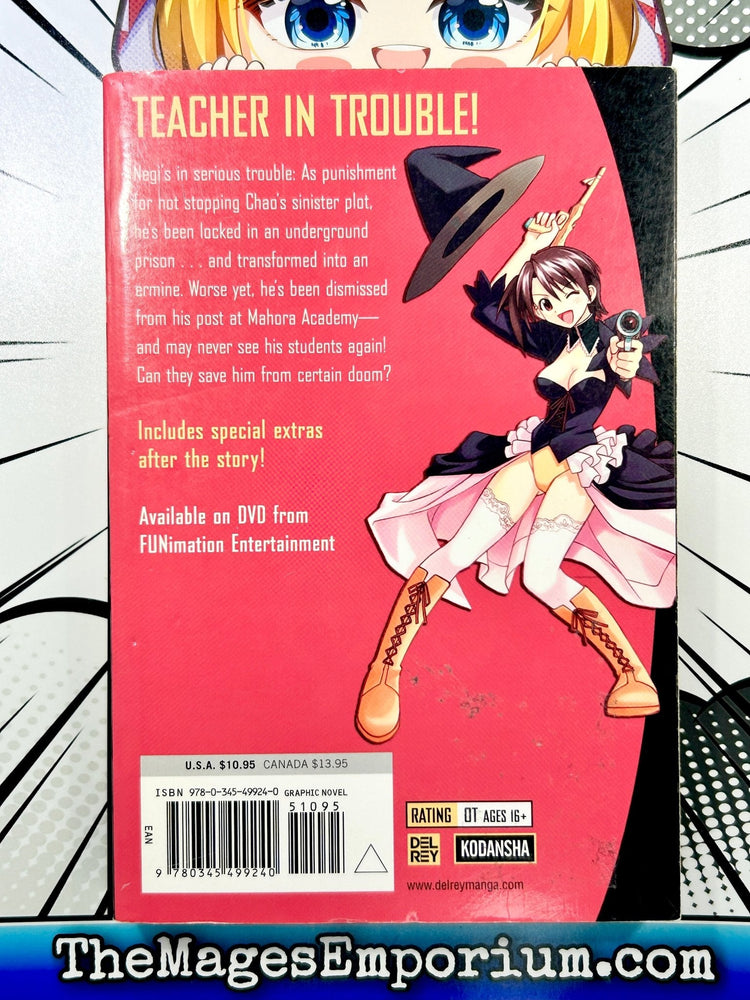 TEACHER IN TROUBLE!
Negi's in serious trouble: As punishment
for not stopping Chao's sinister plot,
he's been locked in an underground
prison . . . and transformed into an
ermine. Worse yet, he's been dismissed
from his post at Mahora Academy—
and may never see his students again!
Can they save him from certain doom?
Includes special extras
after the story!
Available on DVD from
FUNimation Entertainment
U.S.A. $10.95 CANADA $13.95
ISBN 978-0-345-49924-0 GRAPHIC NOVEL
51095
EAN
9 780345 499240
RATING OT AGES 16+
DEL
REY
KODANSHA
www.delreymanga.com
TheMagesEmporium.com